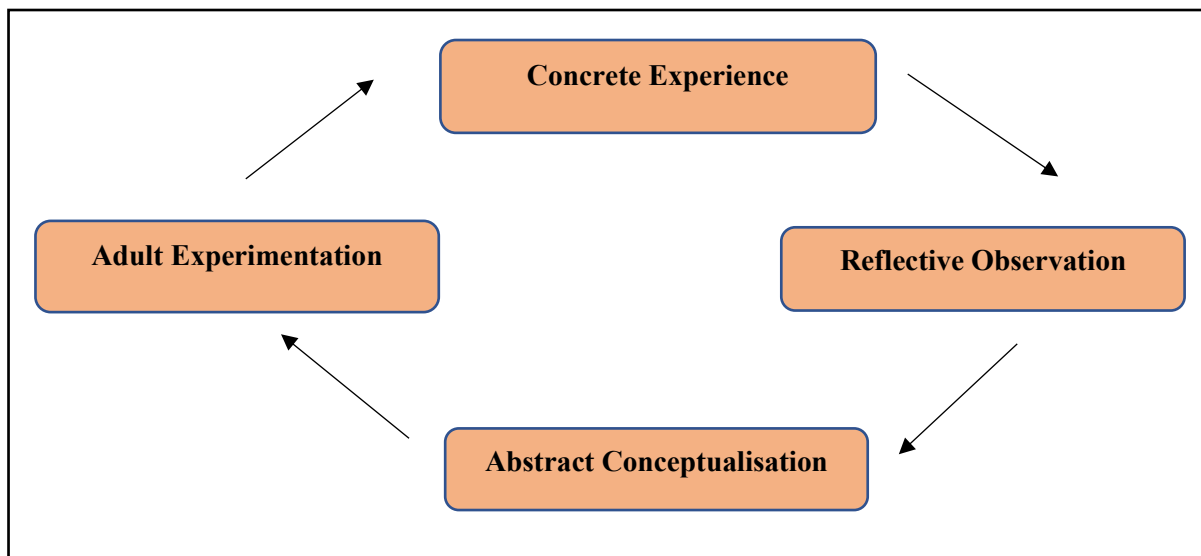 Concrete Experience
Adult Experimentation
Reflective Observation
Abstract Conceptualisation